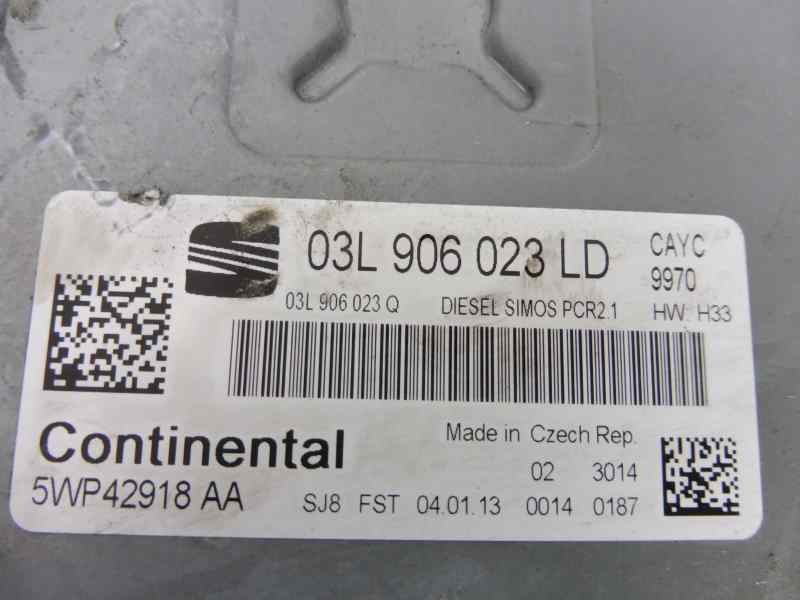 03L 906 023 LD CAYC
9970
03L 906 023 Q DIESEL SIMOS PCR2.1 HW: H33
Continental Made in Czech Rep.
02 3014
5WP42918 AA SJ8 FST 04.01.13 0014 0187